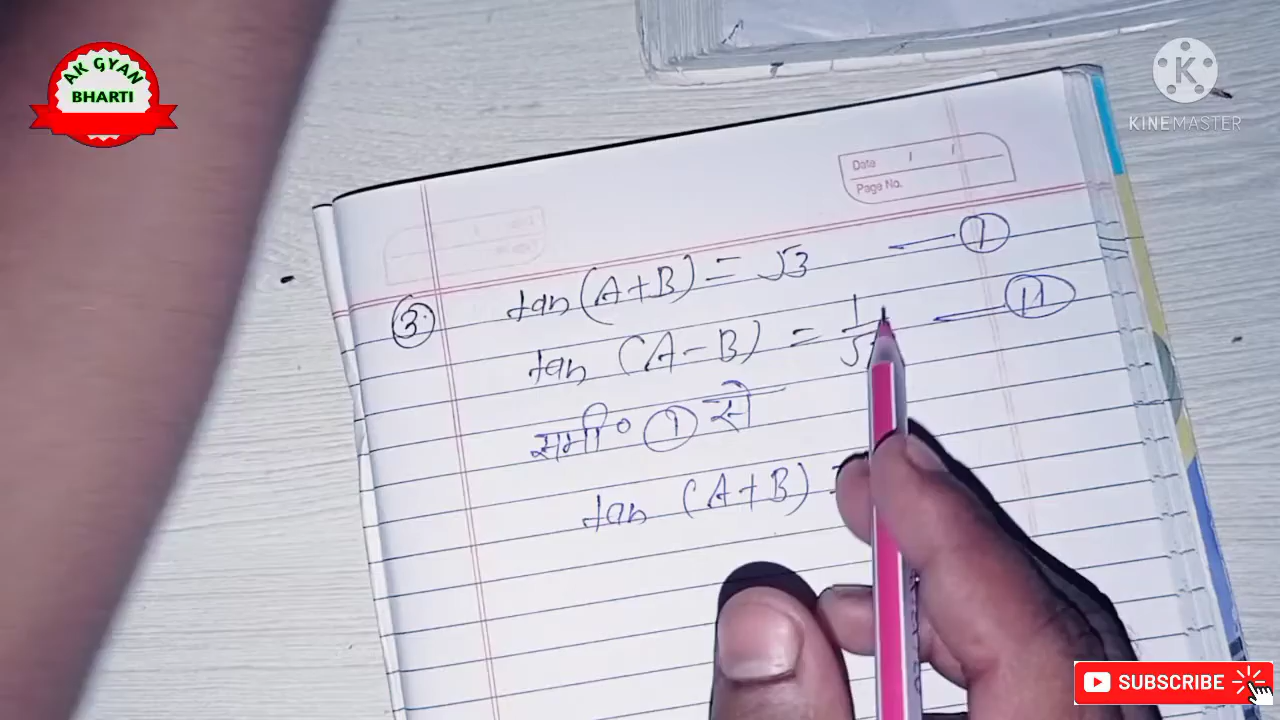 AK GYAN
BHARTI
KINEMASTER
Date
Page No.
③ tan (A+B) = √3 ①
tan (A-B) = 1/√ ⑪
समी० ① से
tan (A+B)
SUBSCRIBE